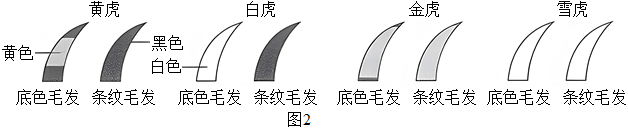 黄虎 白虎 金虎 雪虎
黄色 黑色
白色
底色毛发 条纹毛发 底色毛发 条纹毛发 底色毛发 条纹毛发 底色毛发 条纹毛发
图2